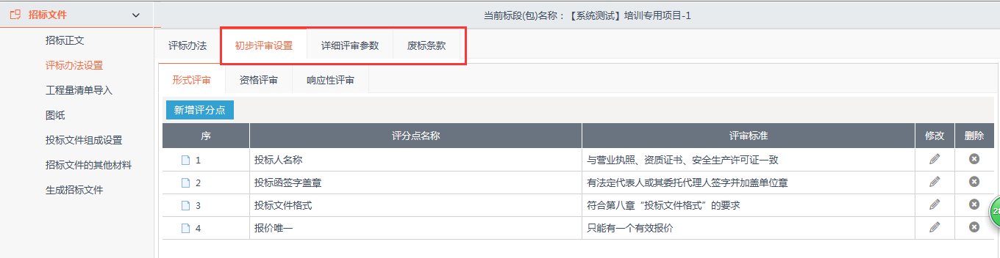 招标文件
当前标段(包)名称：【系统测试】培训专用项目-1
招标正文
评标办法设置
工程量清单导入
图纸
投标文件组成设置
招标文件的其他材料
生成招标文件
评标办法 初步评审设置 详细评审参数 废标条款
形式评审 资格评审 响应性评审
新增评分点
序 评分点名称 评审标准 修改 删除
1 投标人名称 与营业执照、资质证书、安全生产许可证一致
2 投标函签字盖章 有法定代表人或其委托代理人签字并加盖单位章
3 投标文件格式 符合第八章“投标文件格式”的要求
4 报价唯一 只能有一个有效报价